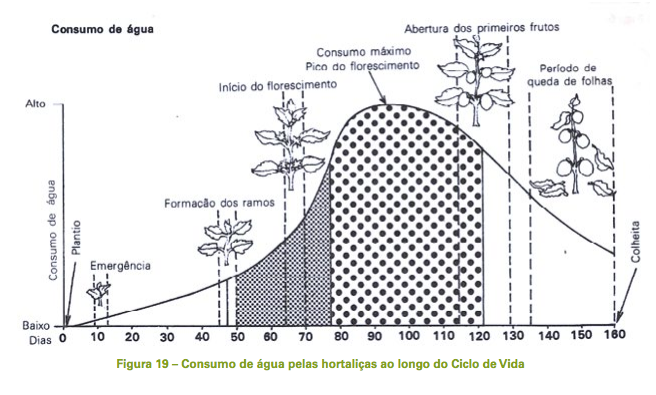 Consumo de água
Abertura dos primeiros frutos
Consumo máximo
Pico do florescimento
Período de
queda de folhas
Início do florescimento
Alto
Formacão dos ramos
Consumo de água
Plantio
Emergência
Colheita
Baixo
Dias 0 10 20 30 40 50 60 70 80 90 100 110 120 130 140 150 160
Figura 19 – Consumo de água pelas hortaliças ao longo do Ciclo de Vida